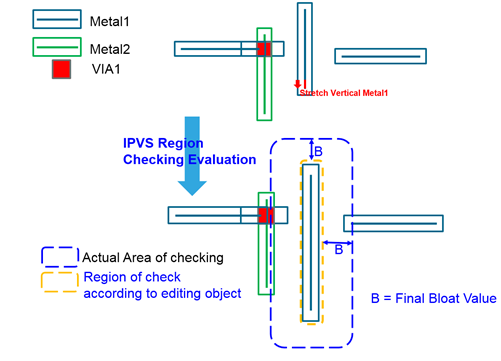 Metal1
Metal2
VIA1
Stretch Vertical Metal1
IPVS Region
Checking Evaluation
B
B
Actual Area of checking
Region of check
according to editing object
B = Final Bloat Value